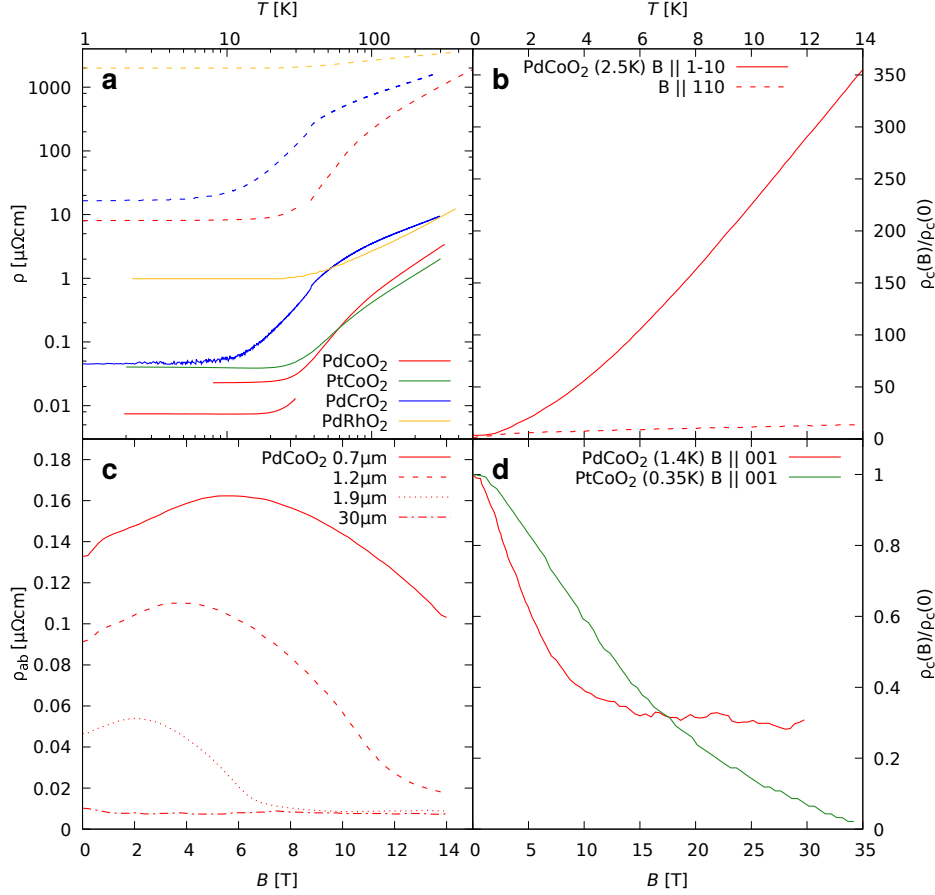 T [K]
T [K]
1 10 100
0 2 4 6 8 10 12 14
a
1000
100
10
1
0.1
0.01
ρ [μΩcm]
PdCoO2
PtCoO2
PdCrO2
PdRhO2
b
PdCoO2 (2.5K) B || 1-10
B || 110
350
300
250
200
150
100
50
0
ρc(B)/ρc(0)
c
PdCoO2 0.7μm
1.2μm
1.9μm
30μm
0.18
0.16
0.14
0.12
0.1
0.08
0.06
0.04
0.02
0
ρab [μΩcm]
0 2 4 6 8 10 12 14
B [T]
d
PdCoO2 (1.4K) B || 001
PtCoO2 (0.35K) B || 001
1
0.8
0.6
0.4
0.2
0
ρc(B)/ρc(0)
0 5 10 15 20 25 30 35
B [T]